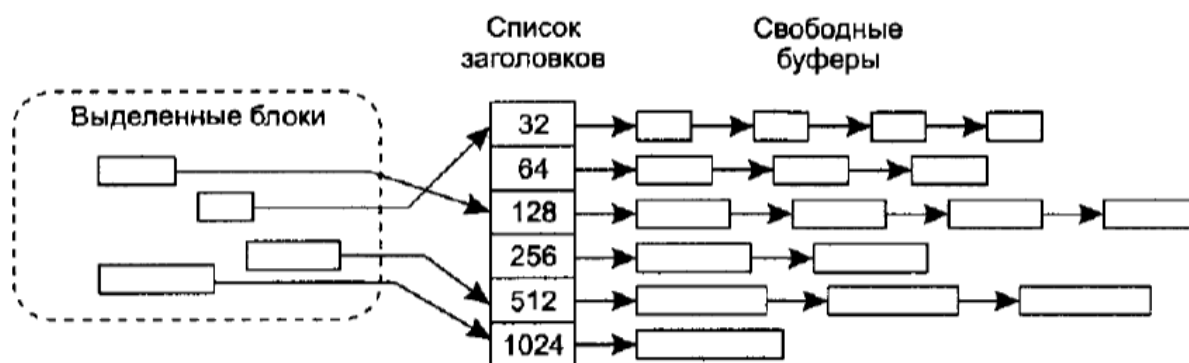 Список
заголовков
Свободные
буферы
Выделенные блоки
32
64
128
256
512
1024